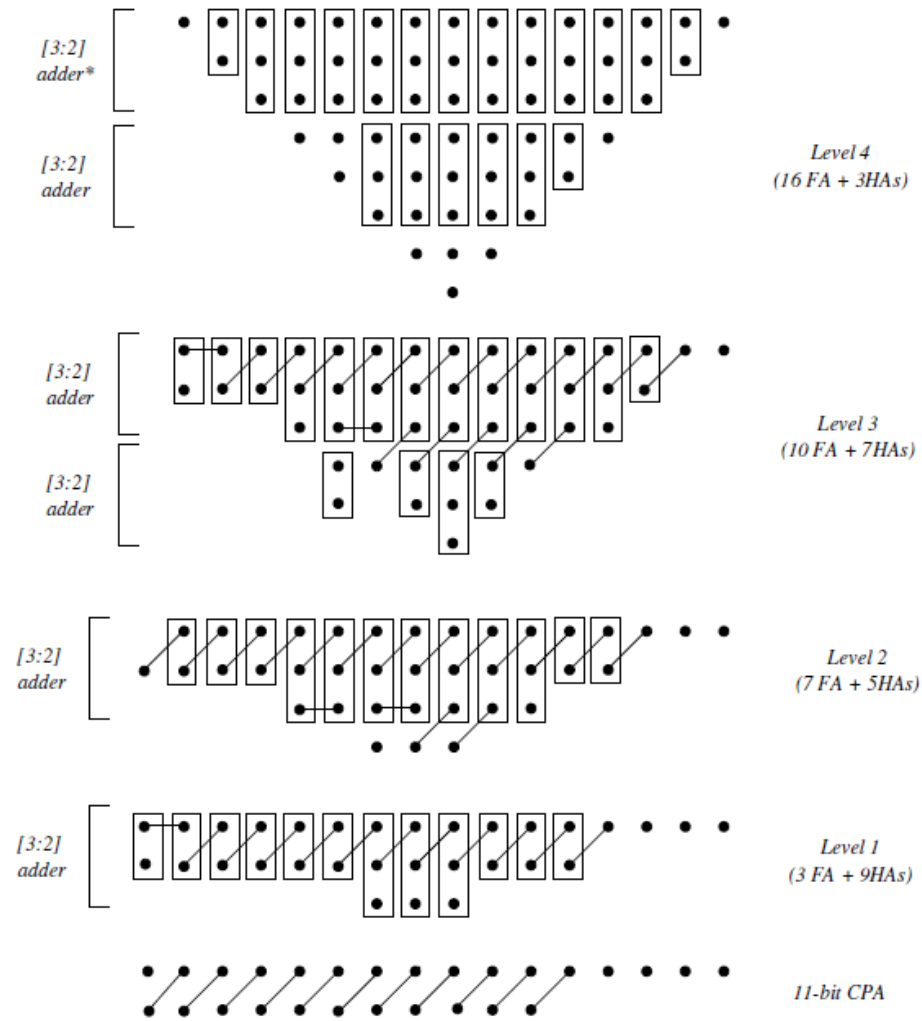 [3:2]
adder*
[3:2]
adder
Level 4
(16 FA + 3HAs)
[3:2]
adder
[3:2]
adder
Level 3
(10 FA + 7HAs)
[3:2]
adder
Level 2
(7 FA + 5HAs)
[3:2]
adder
Level 1
(3 FA + 9HAs)
11-bit CPA